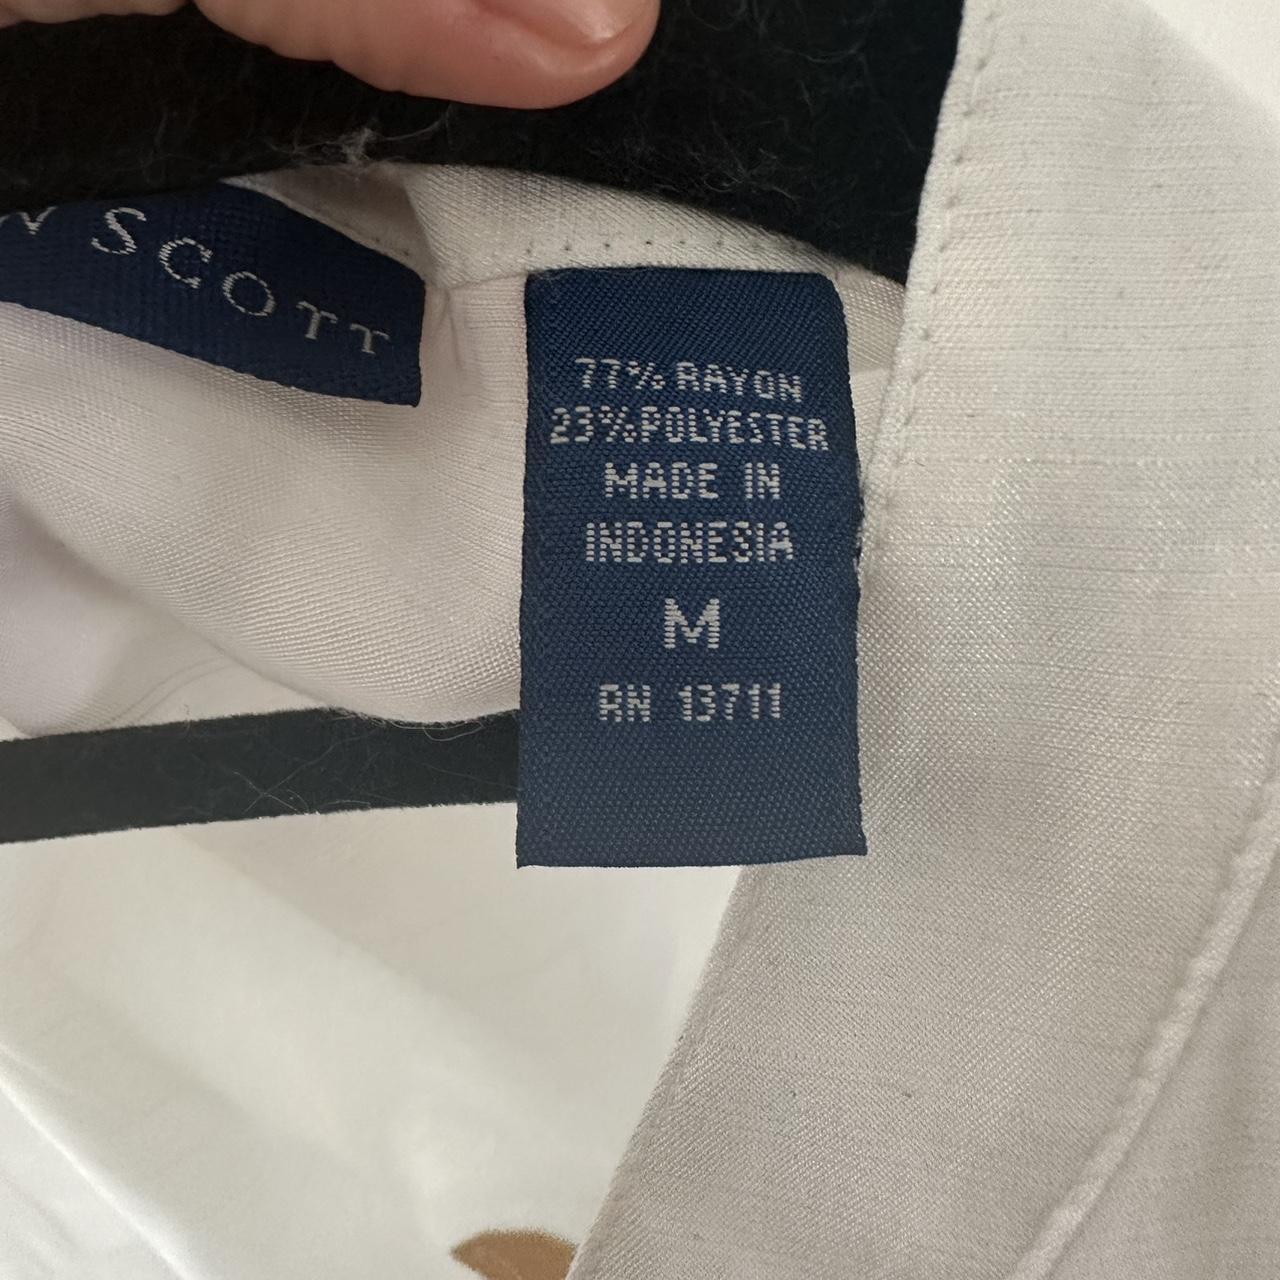 SCOTT
77% RAYON
23% POLYESTER
MADE IN
INDONESIA
M
RN 13711